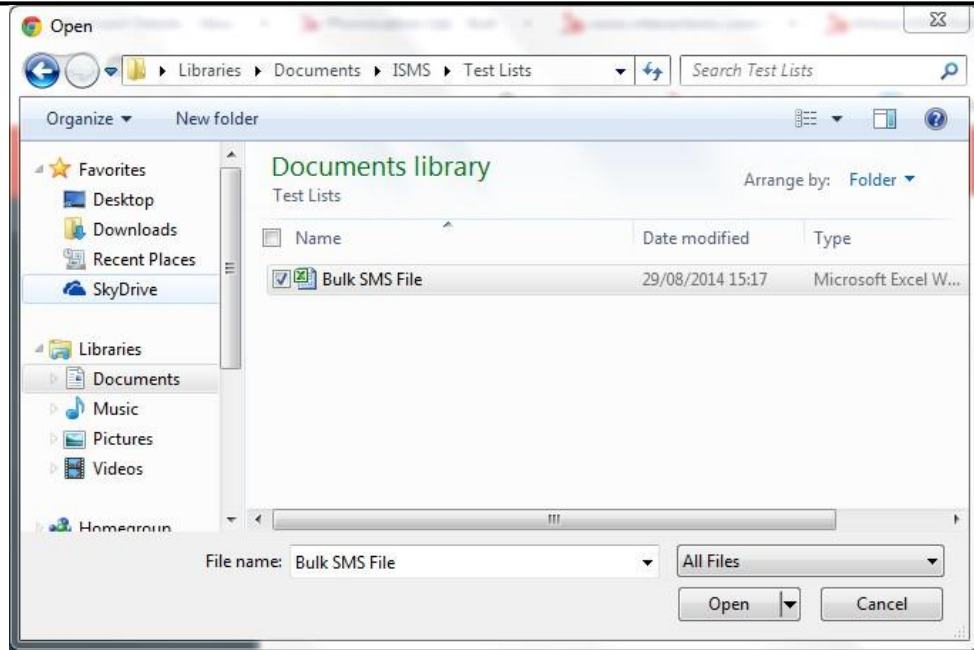 Open
Libraries Documents ISMS Test Lists Search Test Lists
Organize New folder
Favorites
Desktop
Downloads
Recent Places
SkyDrive
Libraries
Documents
Music
Pictures
Videos
Homegroup
Documents library
Test Lists
Arrange by: Folder
Name Date modified Type
Bulk SMS File 29/08/2014 15:17 Microsoft Excel W...
File name: Bulk SMS File All Files
Open Cancel